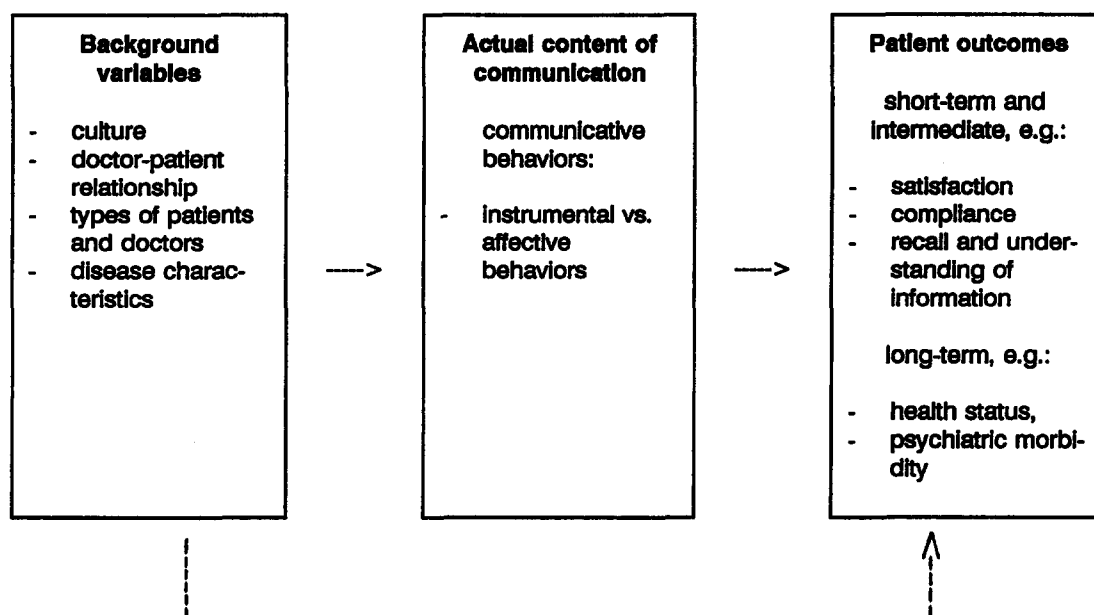 Background
variables
- culture
- doctor-patient
relationship
- types of patients
and doctors
- disease charac-
teristics
---->
Actual content of
communication
communicative
behaviors:
- instrumental vs.
affective
behaviors
---->
Patient outcomes
short-term and
intermediate, e.g.:
- satisfaction
- compliance
- recall and under-
standing of
information
long-term, e.g.:
- health status,
- psychiatric morbi-
dity